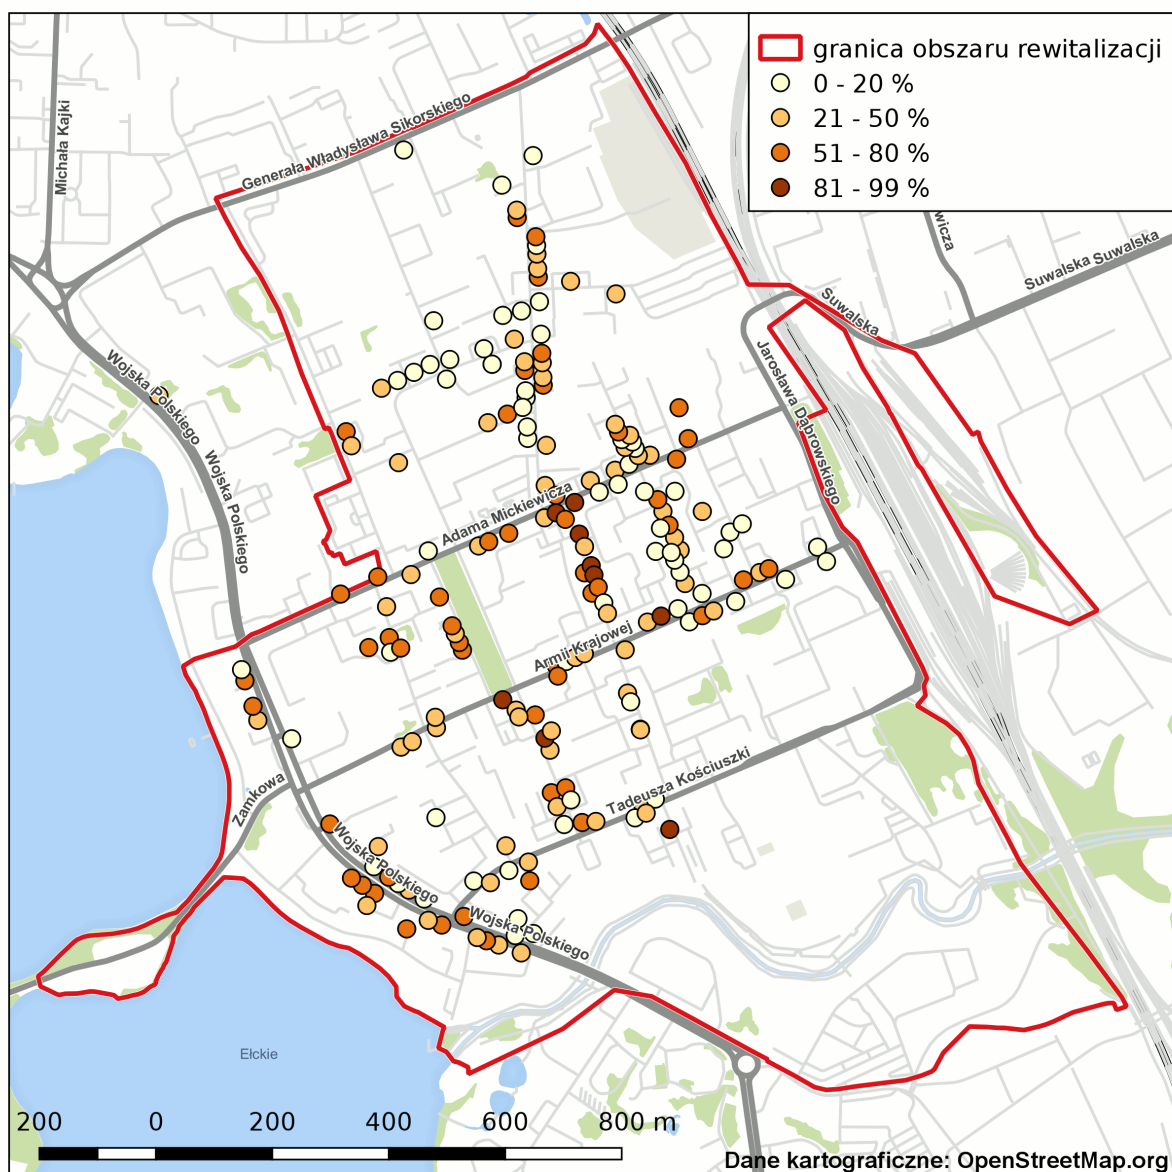 granica obszaru rewitalizacji
0 - 20 %
21 - 50 %
51 - 80 %
81 - 99 %
Michała Kajki
Generała Władysława Sikorskiego
wicza
Suwalska Suwalska
Suwalska
Jarosława Dąbrowskiego
Wojska Polskiego
Wojska Polskiego
Adama Mickiewicza
Armii Krajowej
Tadeusza Kościuszki
Zamkowa
Wojska Polskiego
Wojska Polskiego
Ełckie
200 0 200 400 600 800 m
Dane kartograficzne: OpenStreetMap.org